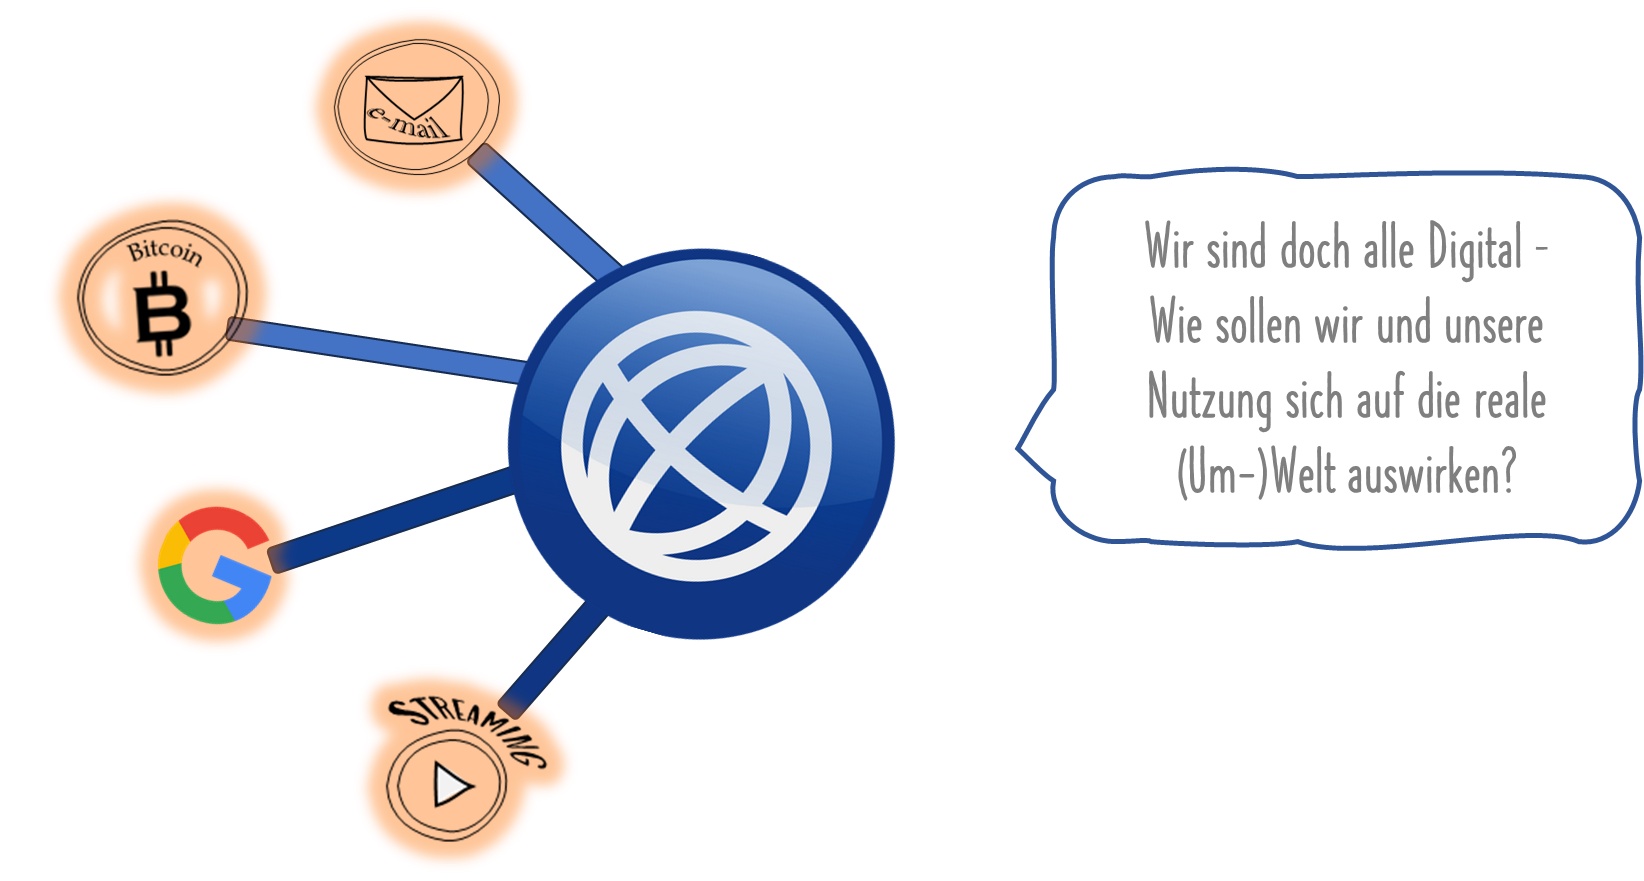 e-mail
Bitcoin
STREAMING
Wir sind doch alle Digital -
Wie sollen wir und unsere
Nutzung sich auf die reale
(Um-)Welt auswirken?